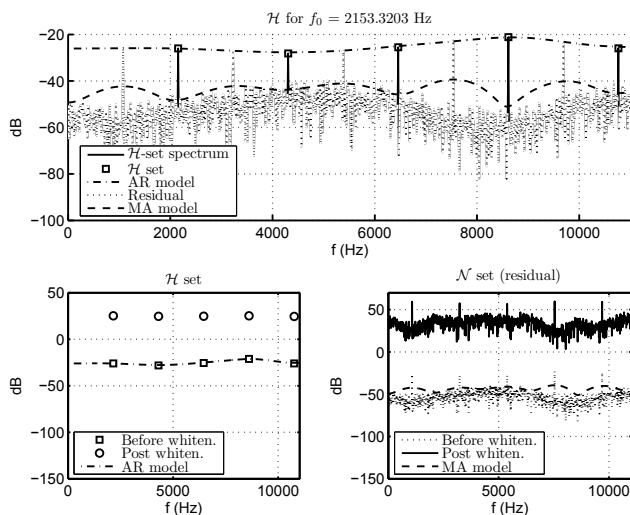 ℋ for f₀ = 2153.3203 Hz
−20
−40
−60
−80
−100
dB
ℋ-set spectrum
ℋ set
AR model
Residual
MA model
0 2000 4000 6000 8000 10000
f (Hz)
ℋ set
50
0
−50
−100
−150
dB
Before whiten.
Post whiten.
AR model
0 5000 10000
f (Hz)
𝒩 set (residual)
50
0
−50
−100
−150
dB
Before whiten.
Post whiten.
MA model
0 5000 10000
f (Hz)